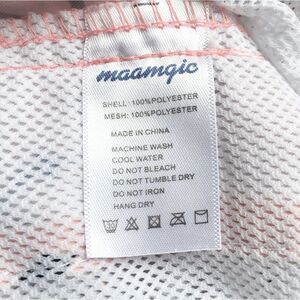 maamgic
SHELL: 100%POLYESTER
MESH: 100%POLYESTER
MADE IN CHINA
MACHINE WASH
COOL WATER
DO NOT BLEACH
DO NOT TUMBLE DRY
DO NOT IRON
HANG DRY